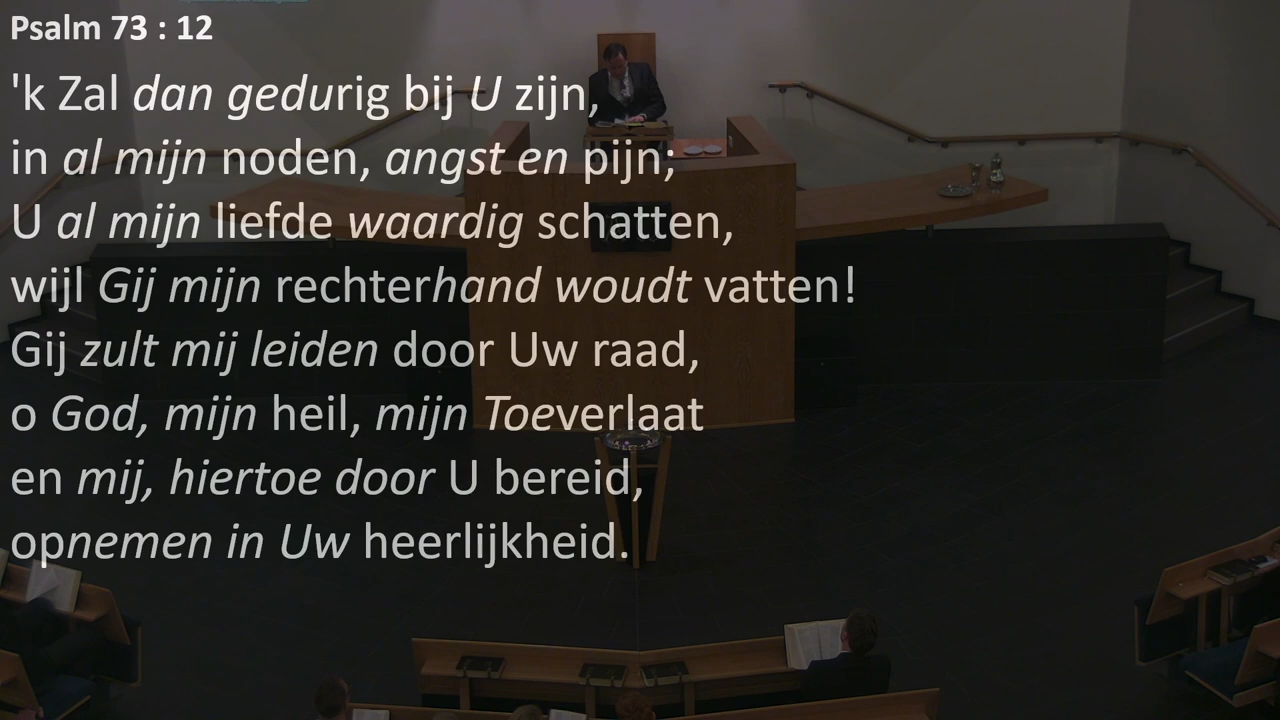 Psalm 73 : 12
'k Zal dan gedurig bij U zijn,
in al mijn noden, angst en pijn;
U al mijn liefde waardig schatten,
wijl Gij mijn rechterhand woudt vatten!
Gij zult mij leiden door Uw raad,
o God, mijn heil, mijn Toeverlaat
en mij, hiertoe door U bereid,
opnemen in Uw heerlijkheid.